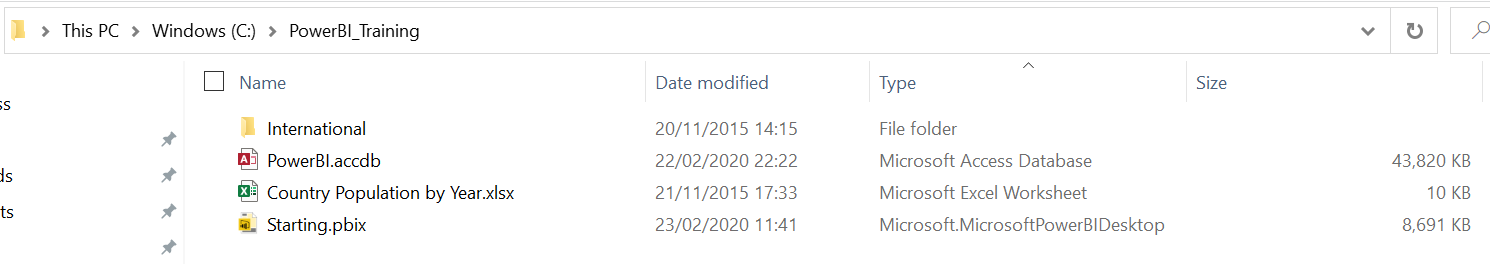 This PC > Windows (C:) > PowerBI_Training
Name Date modified Type Size
ss
International 20/11/2015 14:15 File folder
PowerBI.accdb 22/02/2020 22:22 Microsoft Access Database 43,820 KB
ds
Country Population by Year.xlsx 21/11/2015 17:33 Microsoft Excel Worksheet 10 KB
ts
Starting.pbix 23/02/2020 11:41 Microsoft.MicrosoftPowerBIDesktop 8,691 KB